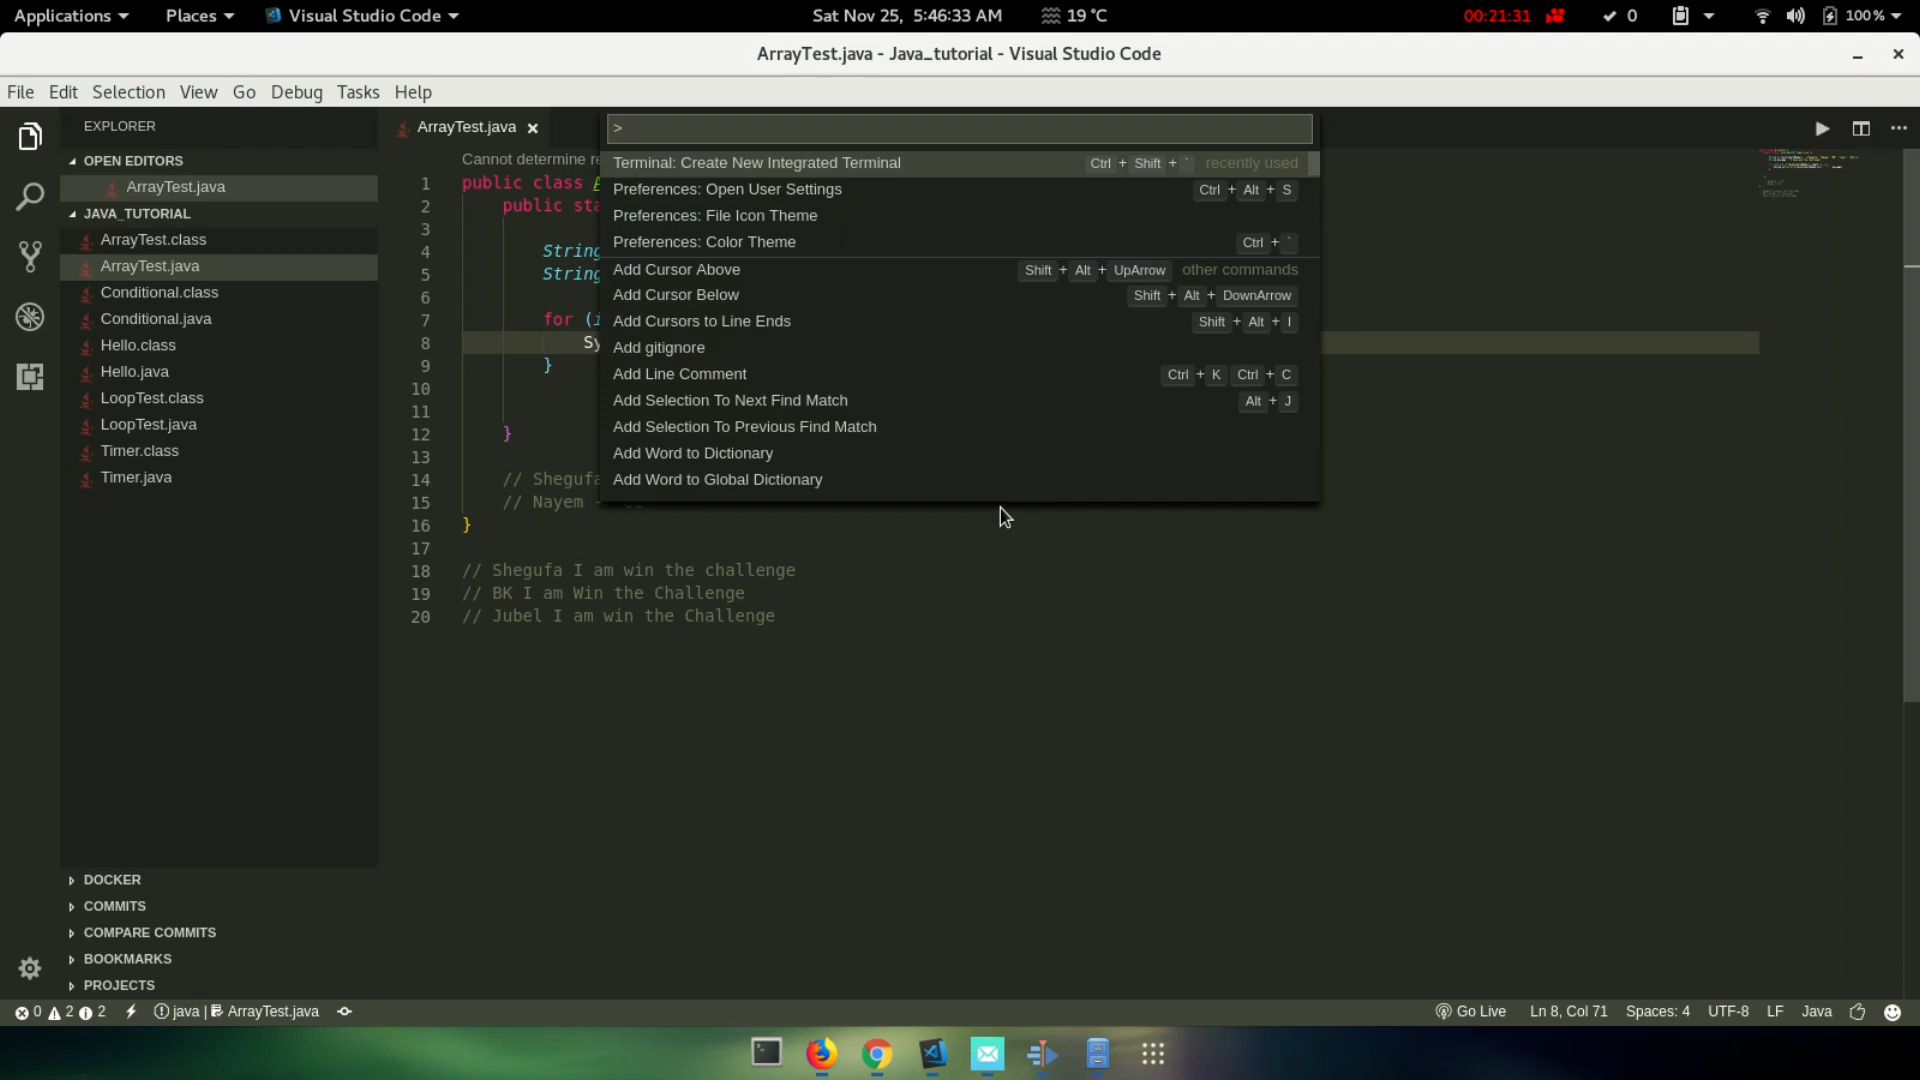 Applications Places Visual Studio Code Sat Nov 25, 5:46:33 AM 19 °C 00:21:31 0 100%
ArrayTest.java - Java_tutorial - Visual Studio Code
File Edit Selection View Go Debug Tasks Help
EXPLORER
OPEN EDITORS
ArrayTest.java
JAVA_TUTORIAL
ArrayTest.class
ArrayTest.java
Conditional.class
Conditional.java
Hello.class
Hello.java
LoopTest.class
LoopTest.java
Timer.class
Timer.java
DOCKER
COMMITS
COMPARE COMMITS
BOOKMARKS
PROJECTS
ArrayTest.java
>
Terminal: Create New Integrated Terminal Ctrl + Shift + ` recently used
Preferences: Open User Settings Ctrl + Alt + S
Preferences: File Icon Theme
Preferences: Color Theme Ctrl + `
Add Cursor Above Shift + Alt + UpArrow other commands
Add Cursor Below Shift + Alt + DownArrow
Add Cursors to Line Ends Shift + Alt + I
Add gitignore
Add Line Comment Ctrl + K Ctrl + C
Add Selection To Next Find Match Alt + J
Add Selection To Previous Find Match
Add Word to Dictionary
Add Word to Global Dictionary
Cannot determine
1 public class
2 public
3
4 String
5 String
6
7 for (
8
9 }
10
11
12 }
13
14 // Shegufa
15 // Nayem
16 }
17
18 // Shegufa I am win the challenge
19 // BK I am Win the Challenge
20 // Jubel I am win the Challenge
0 2 2 java | ArrayTest.java Go Live Ln 8, Col 71 Spaces: 4 UTF-8 LF Java